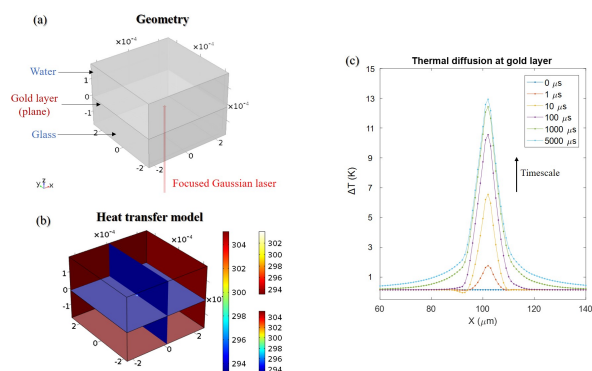 (a)
Geometry
×10⁻⁴
×10⁻⁴
Water
1
0
-1
Gold layer
(plane)
×10⁻⁴
Glass
2
0
-2
-2
0
2
y z x
Focused Gaussian laser
(b)
Heat transfer model
×10⁻⁴
×10⁻⁴
1
0
-1
2
0
-2
-2
0
2
304
302
300
298
296
294
302
300
298
296
294
304
302
300
298
296
294
(c)
Thermal diffusion at gold layer
ΔT (K)
15
13
11
9
7
5
3
1
60
80
100
120
140
X (μm)
0 μs
1 μs
10 μs
100 μs
1000 μs
5000 μs
Timescale